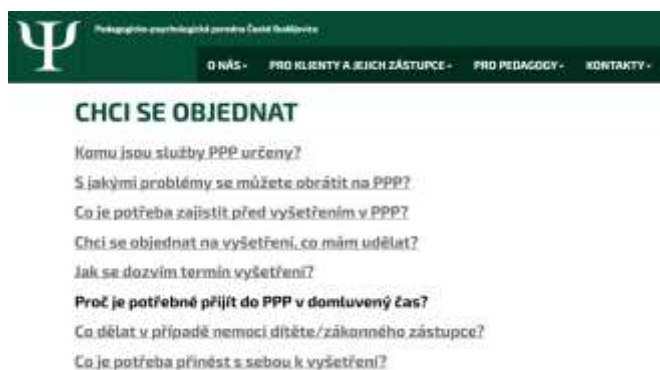 Ψ
Pedagogicko-psychologická poradna České Budějovice
O NÁS
PRO KLIENTY A JEJICH ZÁSTUPCE
PRO PEDAGOGY
KONTAKTY
CHCI SE OBJEDNAT
Komu jsou služby PPP určeny?
S jakými problémy se můžete obrátit na PPP?
Co je potřeba zajistit před vyšetřením v PPP?
Chci se objednat na vyšetření, co mám udělat?
Jak se dozvím termín vyšetření?
Proč je potřebné přijít do PPP v domluvený čas?
Co dělat v případě nemoci dítěte/zákonného zástupce?
Co je potřeba přinést s sebou k vyšetření?